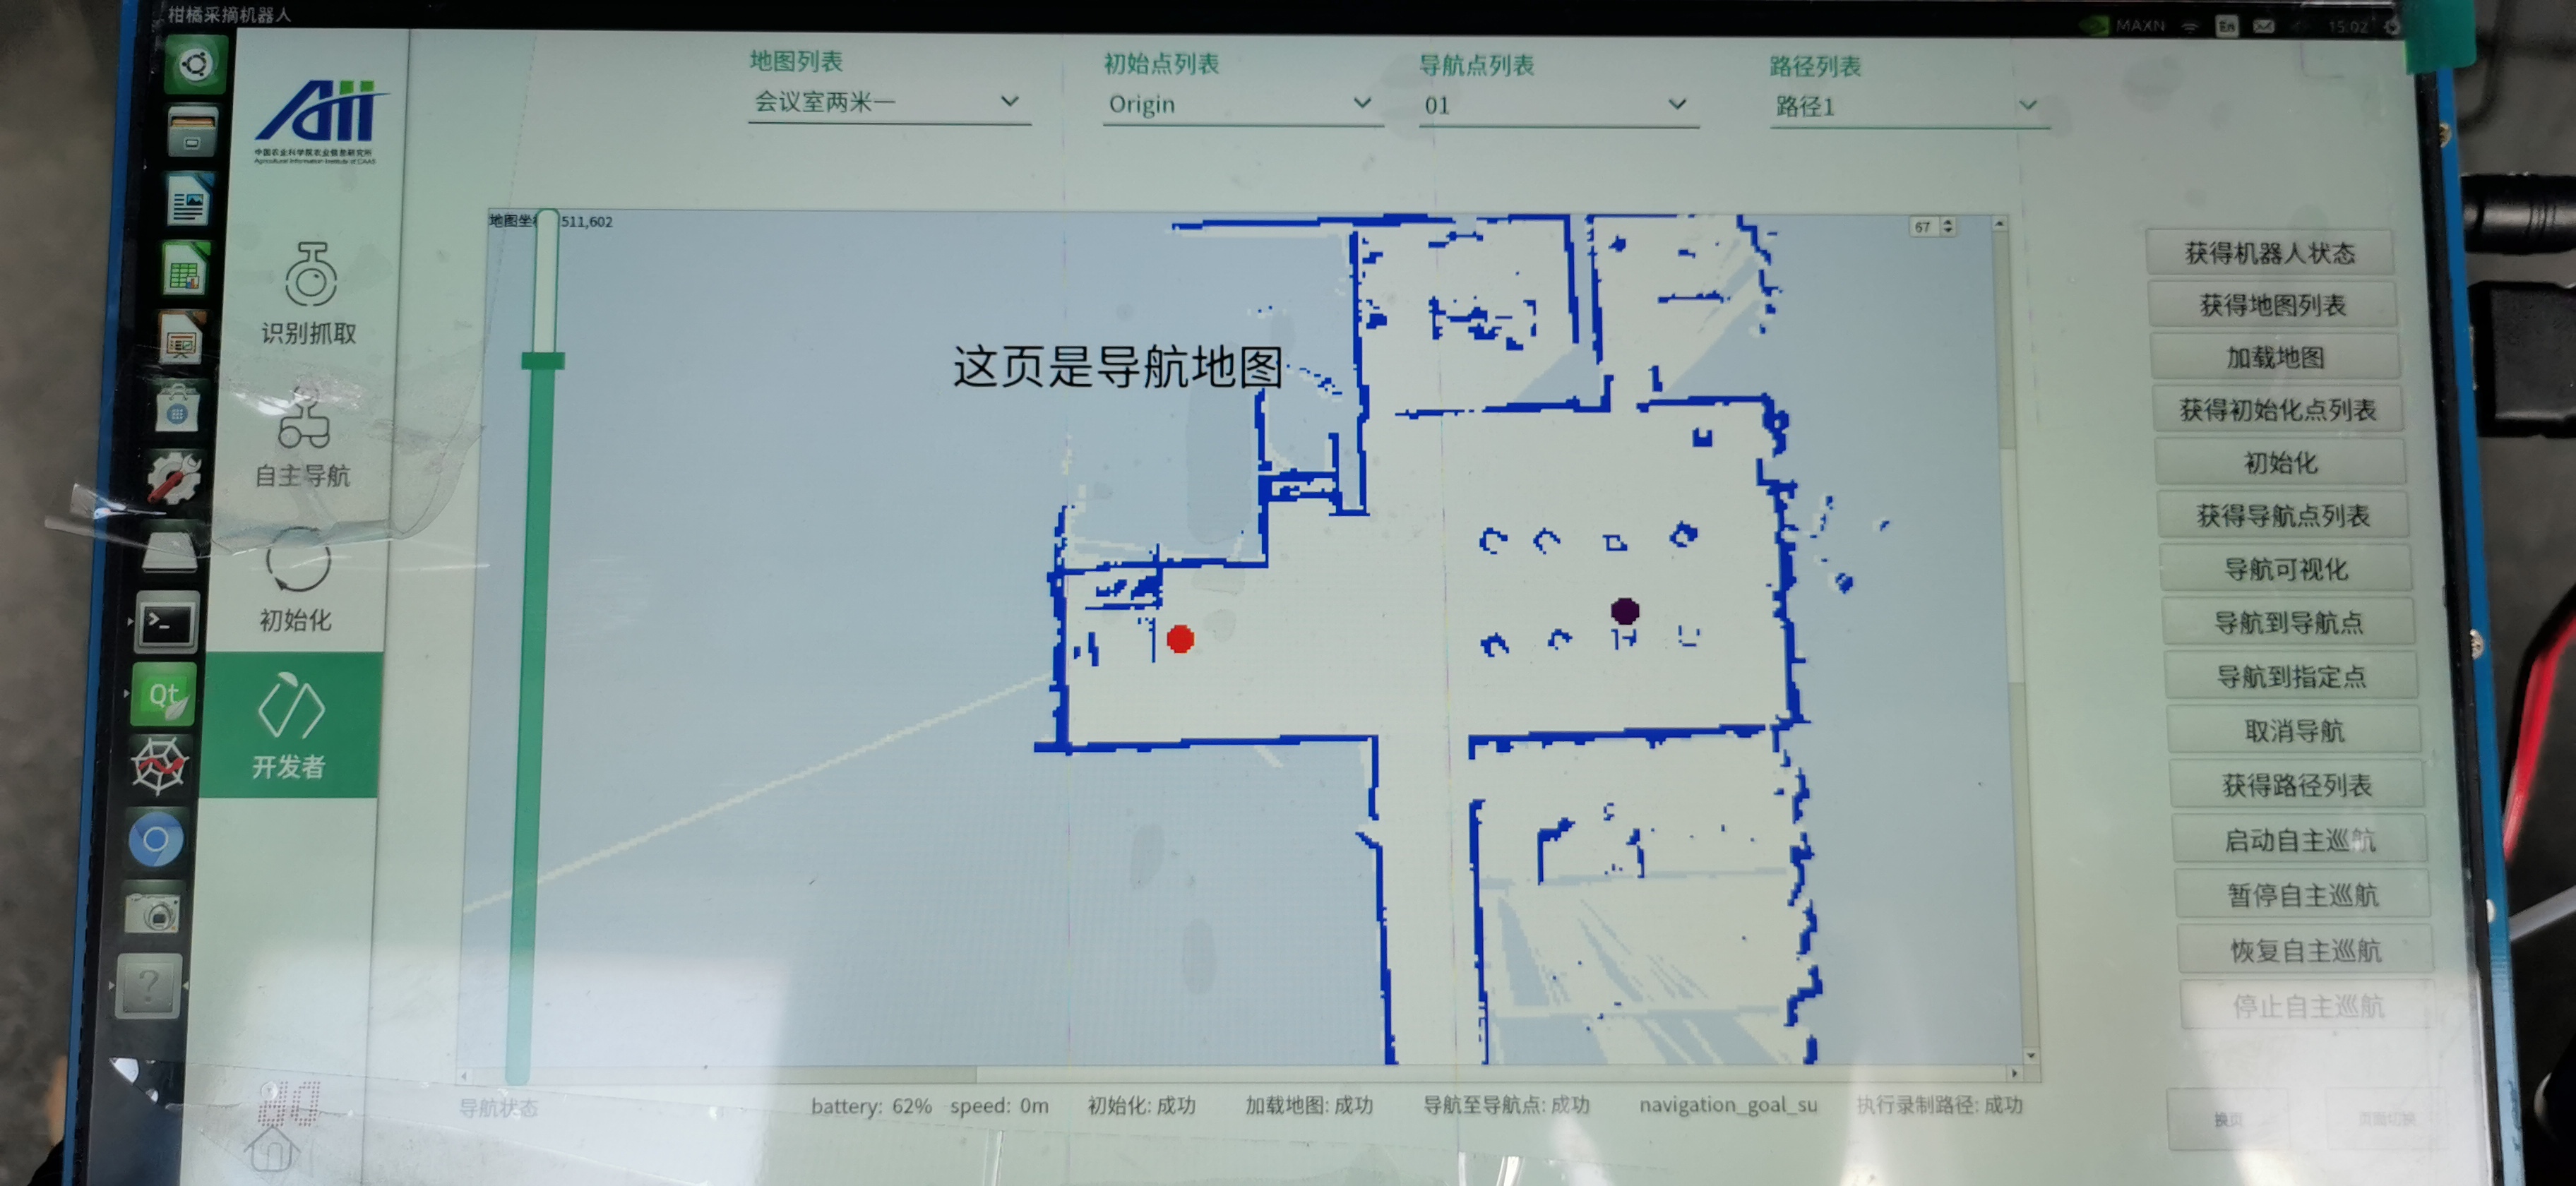 柑橘采摘机器人
MAXN
En
15:02
AII
中国农业科学院农业信息研究所
Agricultural Information Institute of CAAS
地图列表
会议室两米一
初始点列表
Origin
导航点列表
01
路径列表
路径1
识别抓取
自主导航
初始化
Qt
开发者
地图坐
511,602
67
这页是导航地图
获得机器人状态
获得地图列表
加载地图
获得初始化点列表
初始化
获得导航点列表
导航可视化
导航到导航点
导航到指定点
取消导航
获得路径列表
启动自主巡航
暂停自主巡航
恢复自主巡航
停止自主巡航
导航状态
battery: 62% speed: 0m 初始化: 成功 加载地图: 成功 导航至导航点: 成功 navigation_goal_su 执行录制路径: 成功
换页
页面切换